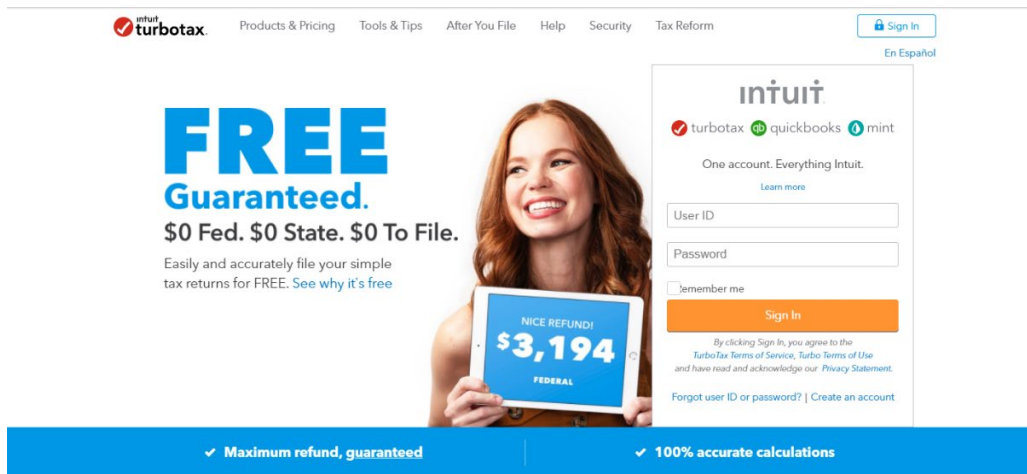 intuit
turbotax.
Products & Pricing
Tools & Tips
After You File
Help
Security
Tax Reform
Sign In
En Español
FREE
Guaranteed.
$0 Fed. $0 State. $0 To File.
Easily and accurately file your simple
tax returns for FREE. See why it's free
NICE REFUND!
$3,194
FEDERAL
intuit
turbotax qb quickbooks mint
One account. Everything Intuit.
Learn more
User ID
Password
Remember me
Sign In
By clicking Sign In, you agree to the
TurboTax Terms of Service, Turbo Terms of Use
and have read and acknowledge our Privacy Statement.
Forgot user ID or password? | Create an account
Maximum refund, guaranteed
100% accurate calculations